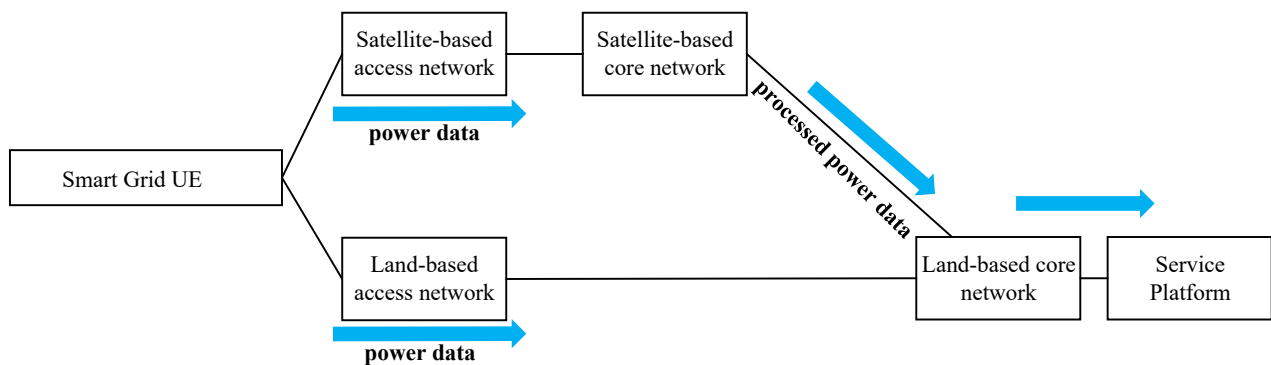 Satellite-based
access network
Satellite-based
core network
power data
processed power data
Smart Grid UE
Land-based
access network
Land-based core
network
Service
Platform
power data